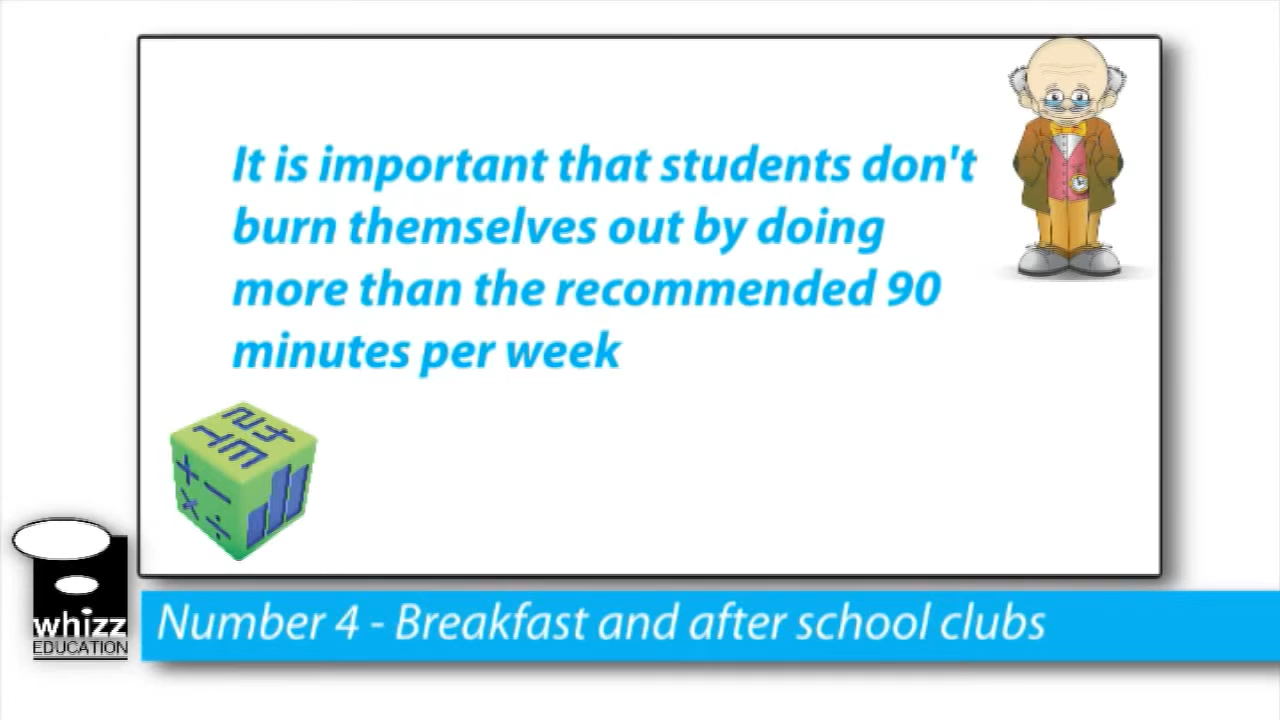 It is important that students don't
burn themselves out by doing
more than the recommended 90
minutes per week
whizz
EDUCATION
Number 4 - Breakfast and after school clubs